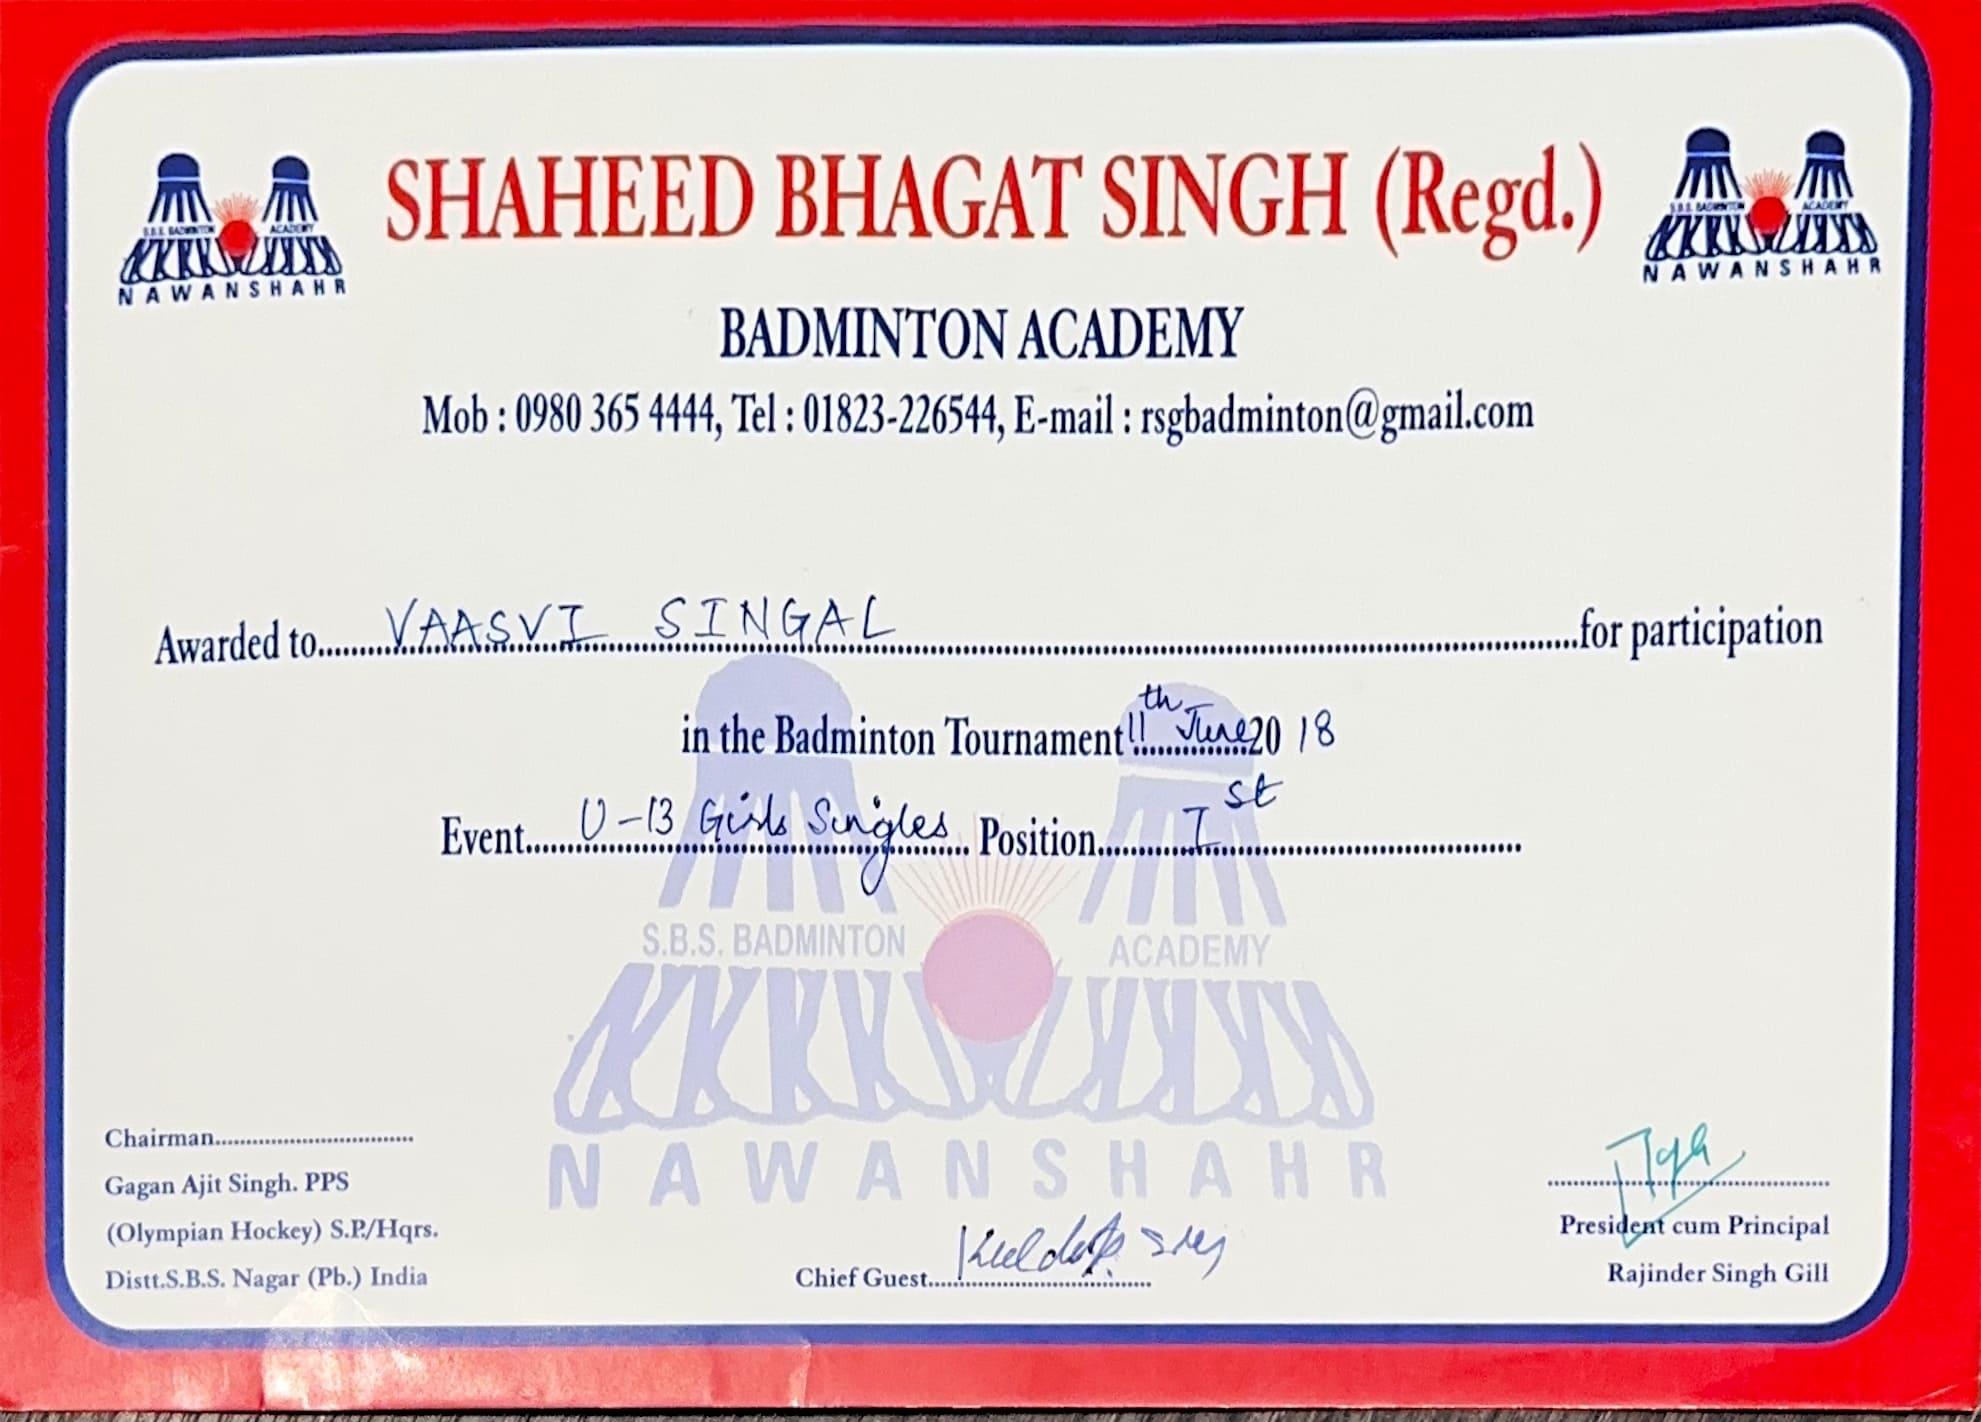 SHAHEED BHAGAT SINGH (Regd.)
S.B.S. BADMINTON ACADEMY
NAWANSHAHR
S.B.S. BADMINTON ACADEMY
NAWANSHAHR
BADMINTON ACADEMY
Mob : 0980 365 4444, Tel : 01823-226544, E-mail : rsgbadminton@gmail.com
Awarded to VAASVI SINGAL for participation
in the Badminton Tournament 11th June 2018
Event U-13 Girls Singles Position Ist
S.B.S. BADMINTON ACADEMY
NAWANSHAHR
Chairman
Gagan Ajit Singh. PPS
(Olympian Hockey) S.P./Hqrs.
Distt.S.B.S. Nagar (Pb.) India
Chief Guest
President cum Principal
Rajinder Singh Gill